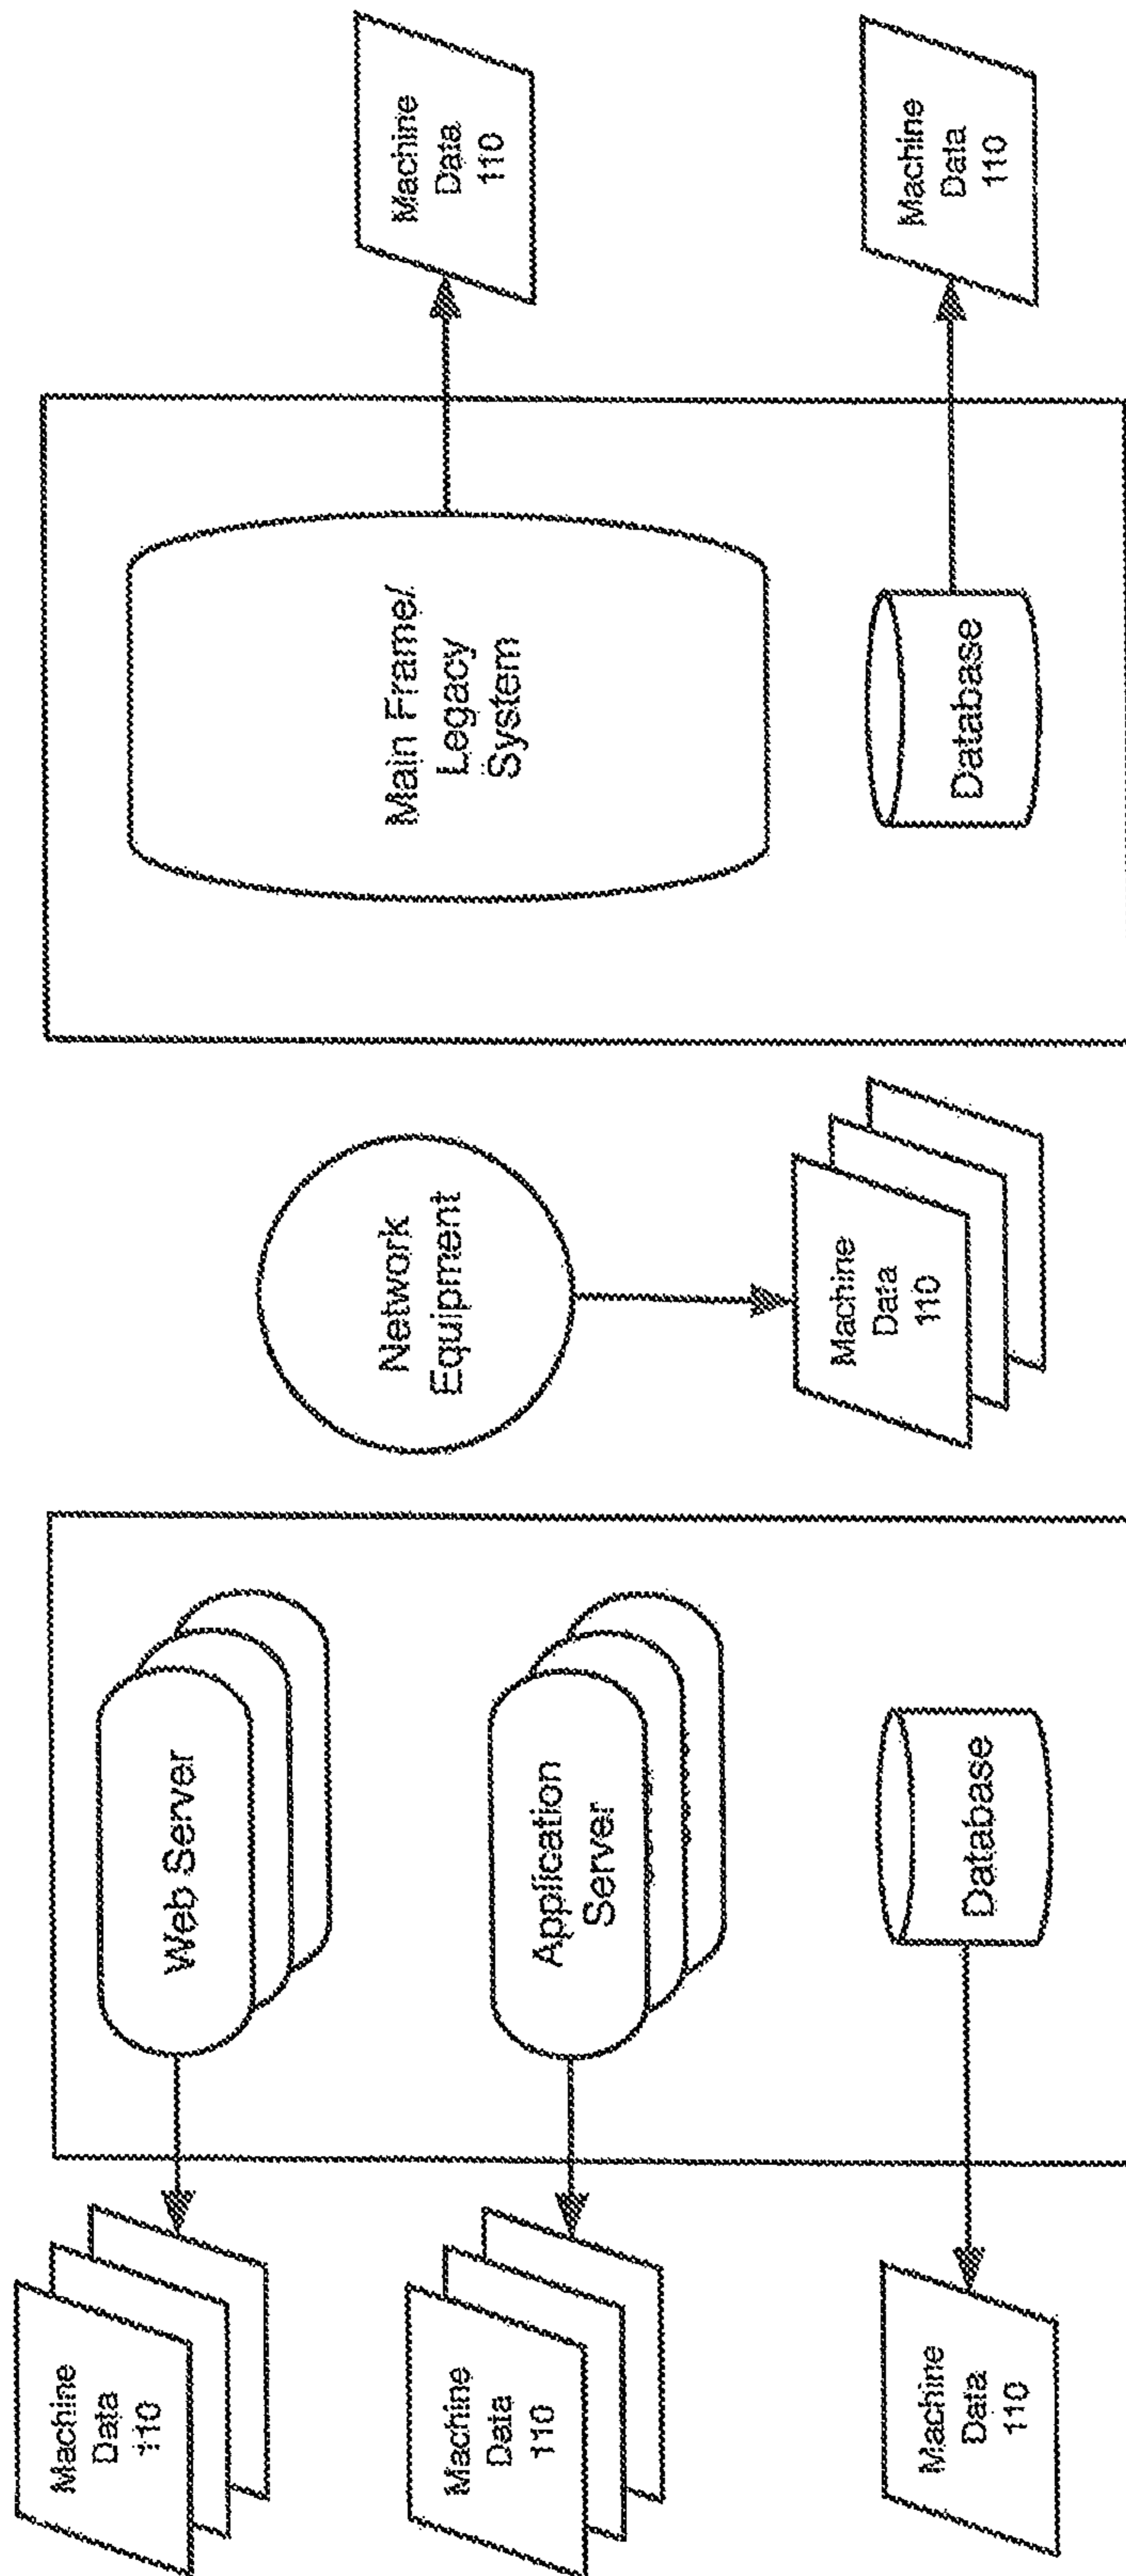 Machine
Data
110
Web Server
Machine
Data
110
Application
Server
Machine
Data
110
Database
Network
Equipment
Machine
Data
110
Main Frame/
Legacy
System
Machine
Data
110
Database
Machine
Data
110